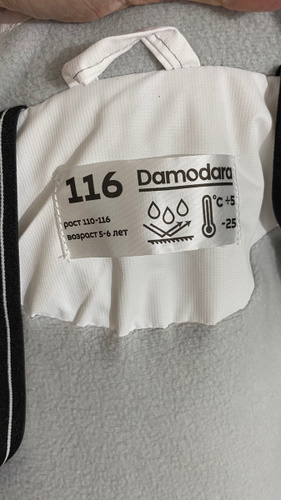 116 Damodara
рост 110-116
возраст 5-6 лет
°C +5
-25